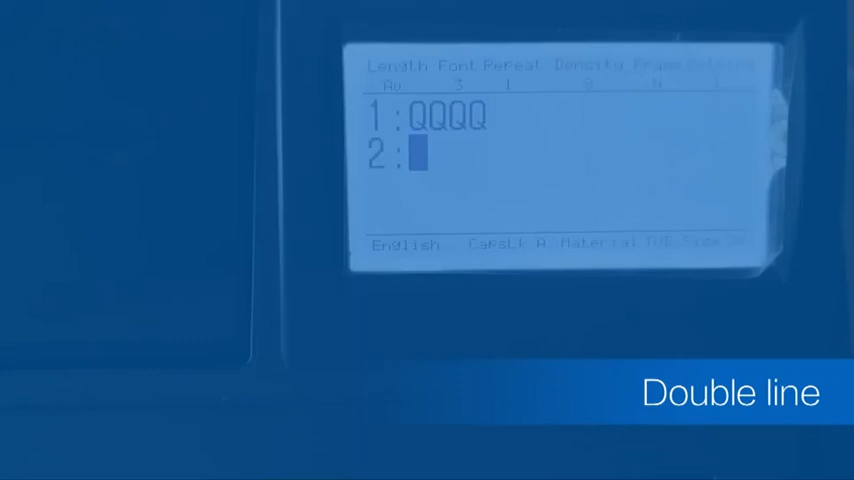 Length Font Repeat Density Frame
Au 3 1 N
1:QQQQ
2:
English CapsLk A Material
Double line